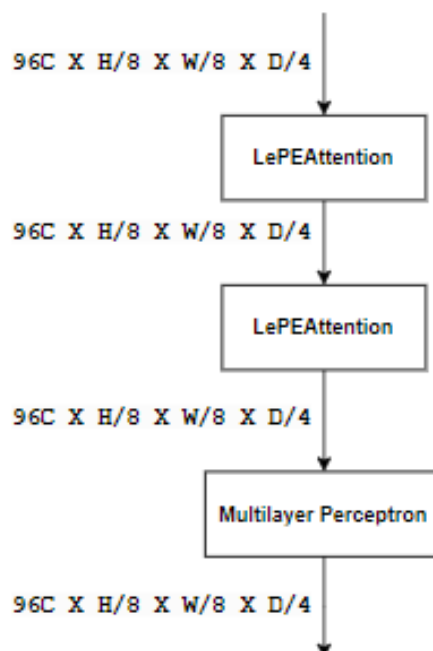 96C X H/8 X W/8 X D/4
LePEAttention
96C X H/8 X W/8 X D/4
LePEAttention
96C X H/8 X W/8 X D/4
Multilayer Perceptron
96C X H/8 X W/8 X D/4